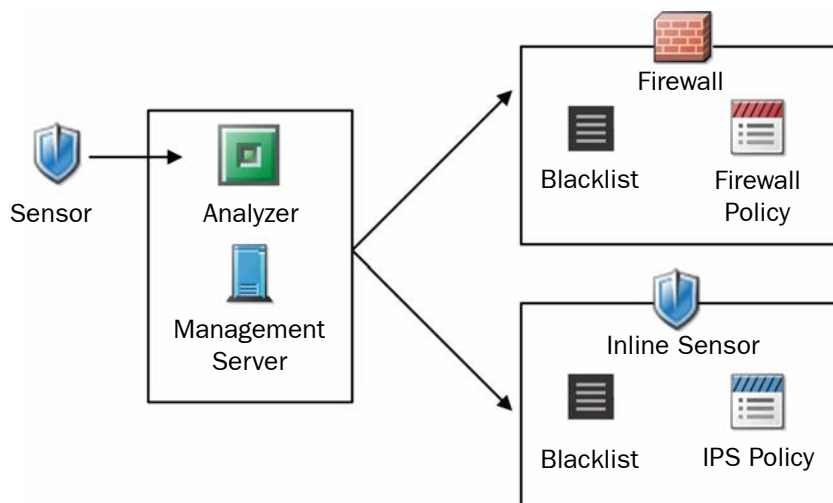 Sensor
Analyzer
Management
Server
Firewall
Blacklist
Firewall
Policy
Inline Sensor
Blacklist
IPS Policy